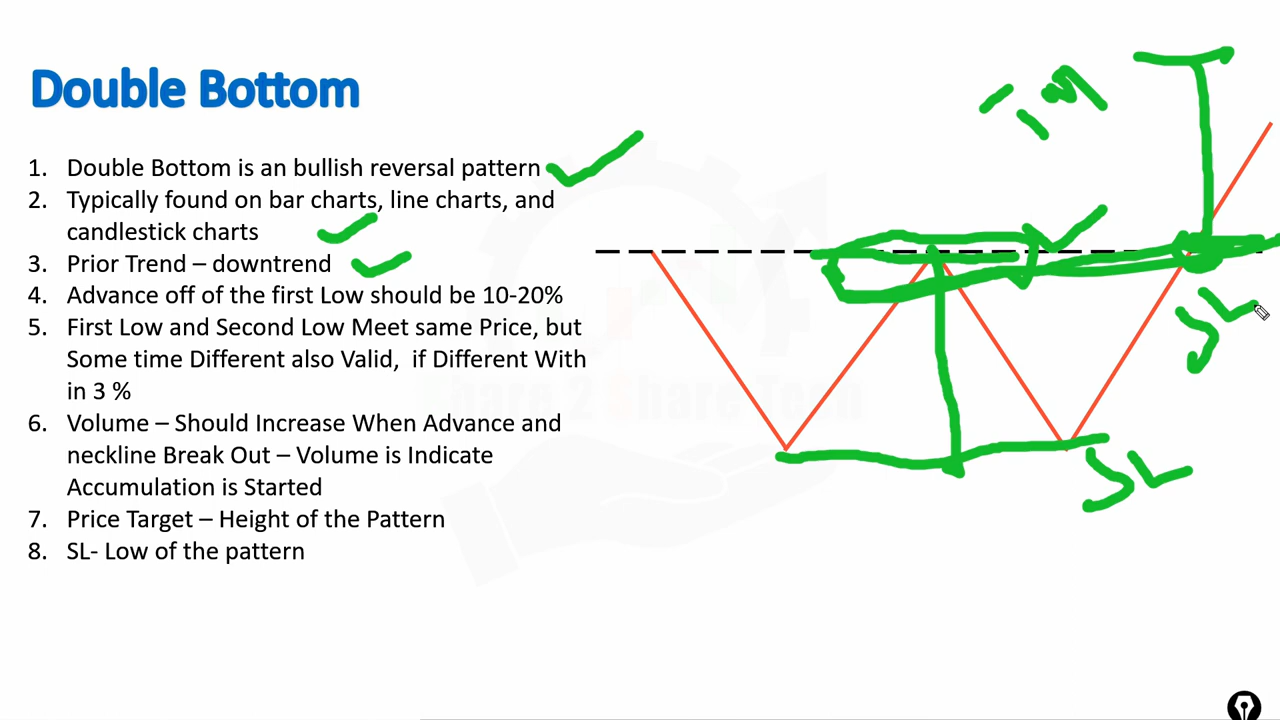 Double Bottom
1. Double Bottom is an bullish reversal pattern
2. Typically found on bar charts, line charts, and
candlestick charts
3. Prior Trend – downtrend
4. Advance off of the first Low should be 10-20%
5. First Low and Second Low Meet same Price, but
Some time Different also Valid, if Different With
in 3 %
6. Volume – Should Increase When Advance and
neckline Break Out – Volume is Indicate
Accumulation is Started
7. Price Target – Height of the Pattern
8. SL- Low of the pattern
SL
SL
Share 2 Share Tech